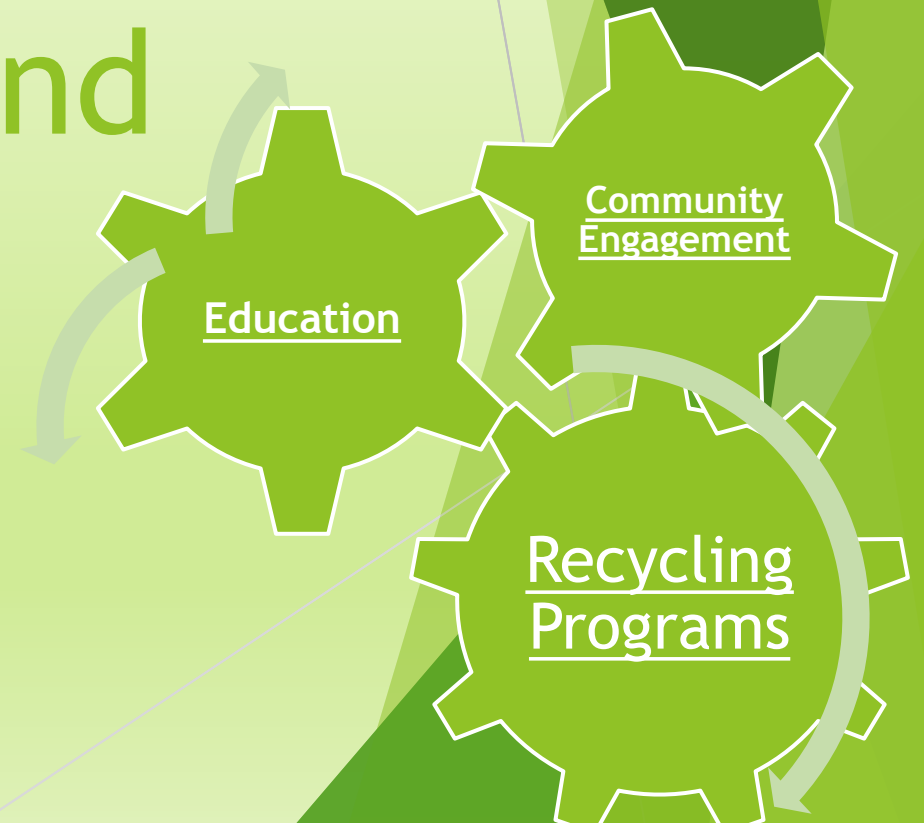 nd
Community
Engagement
Education
Recycling
Programs